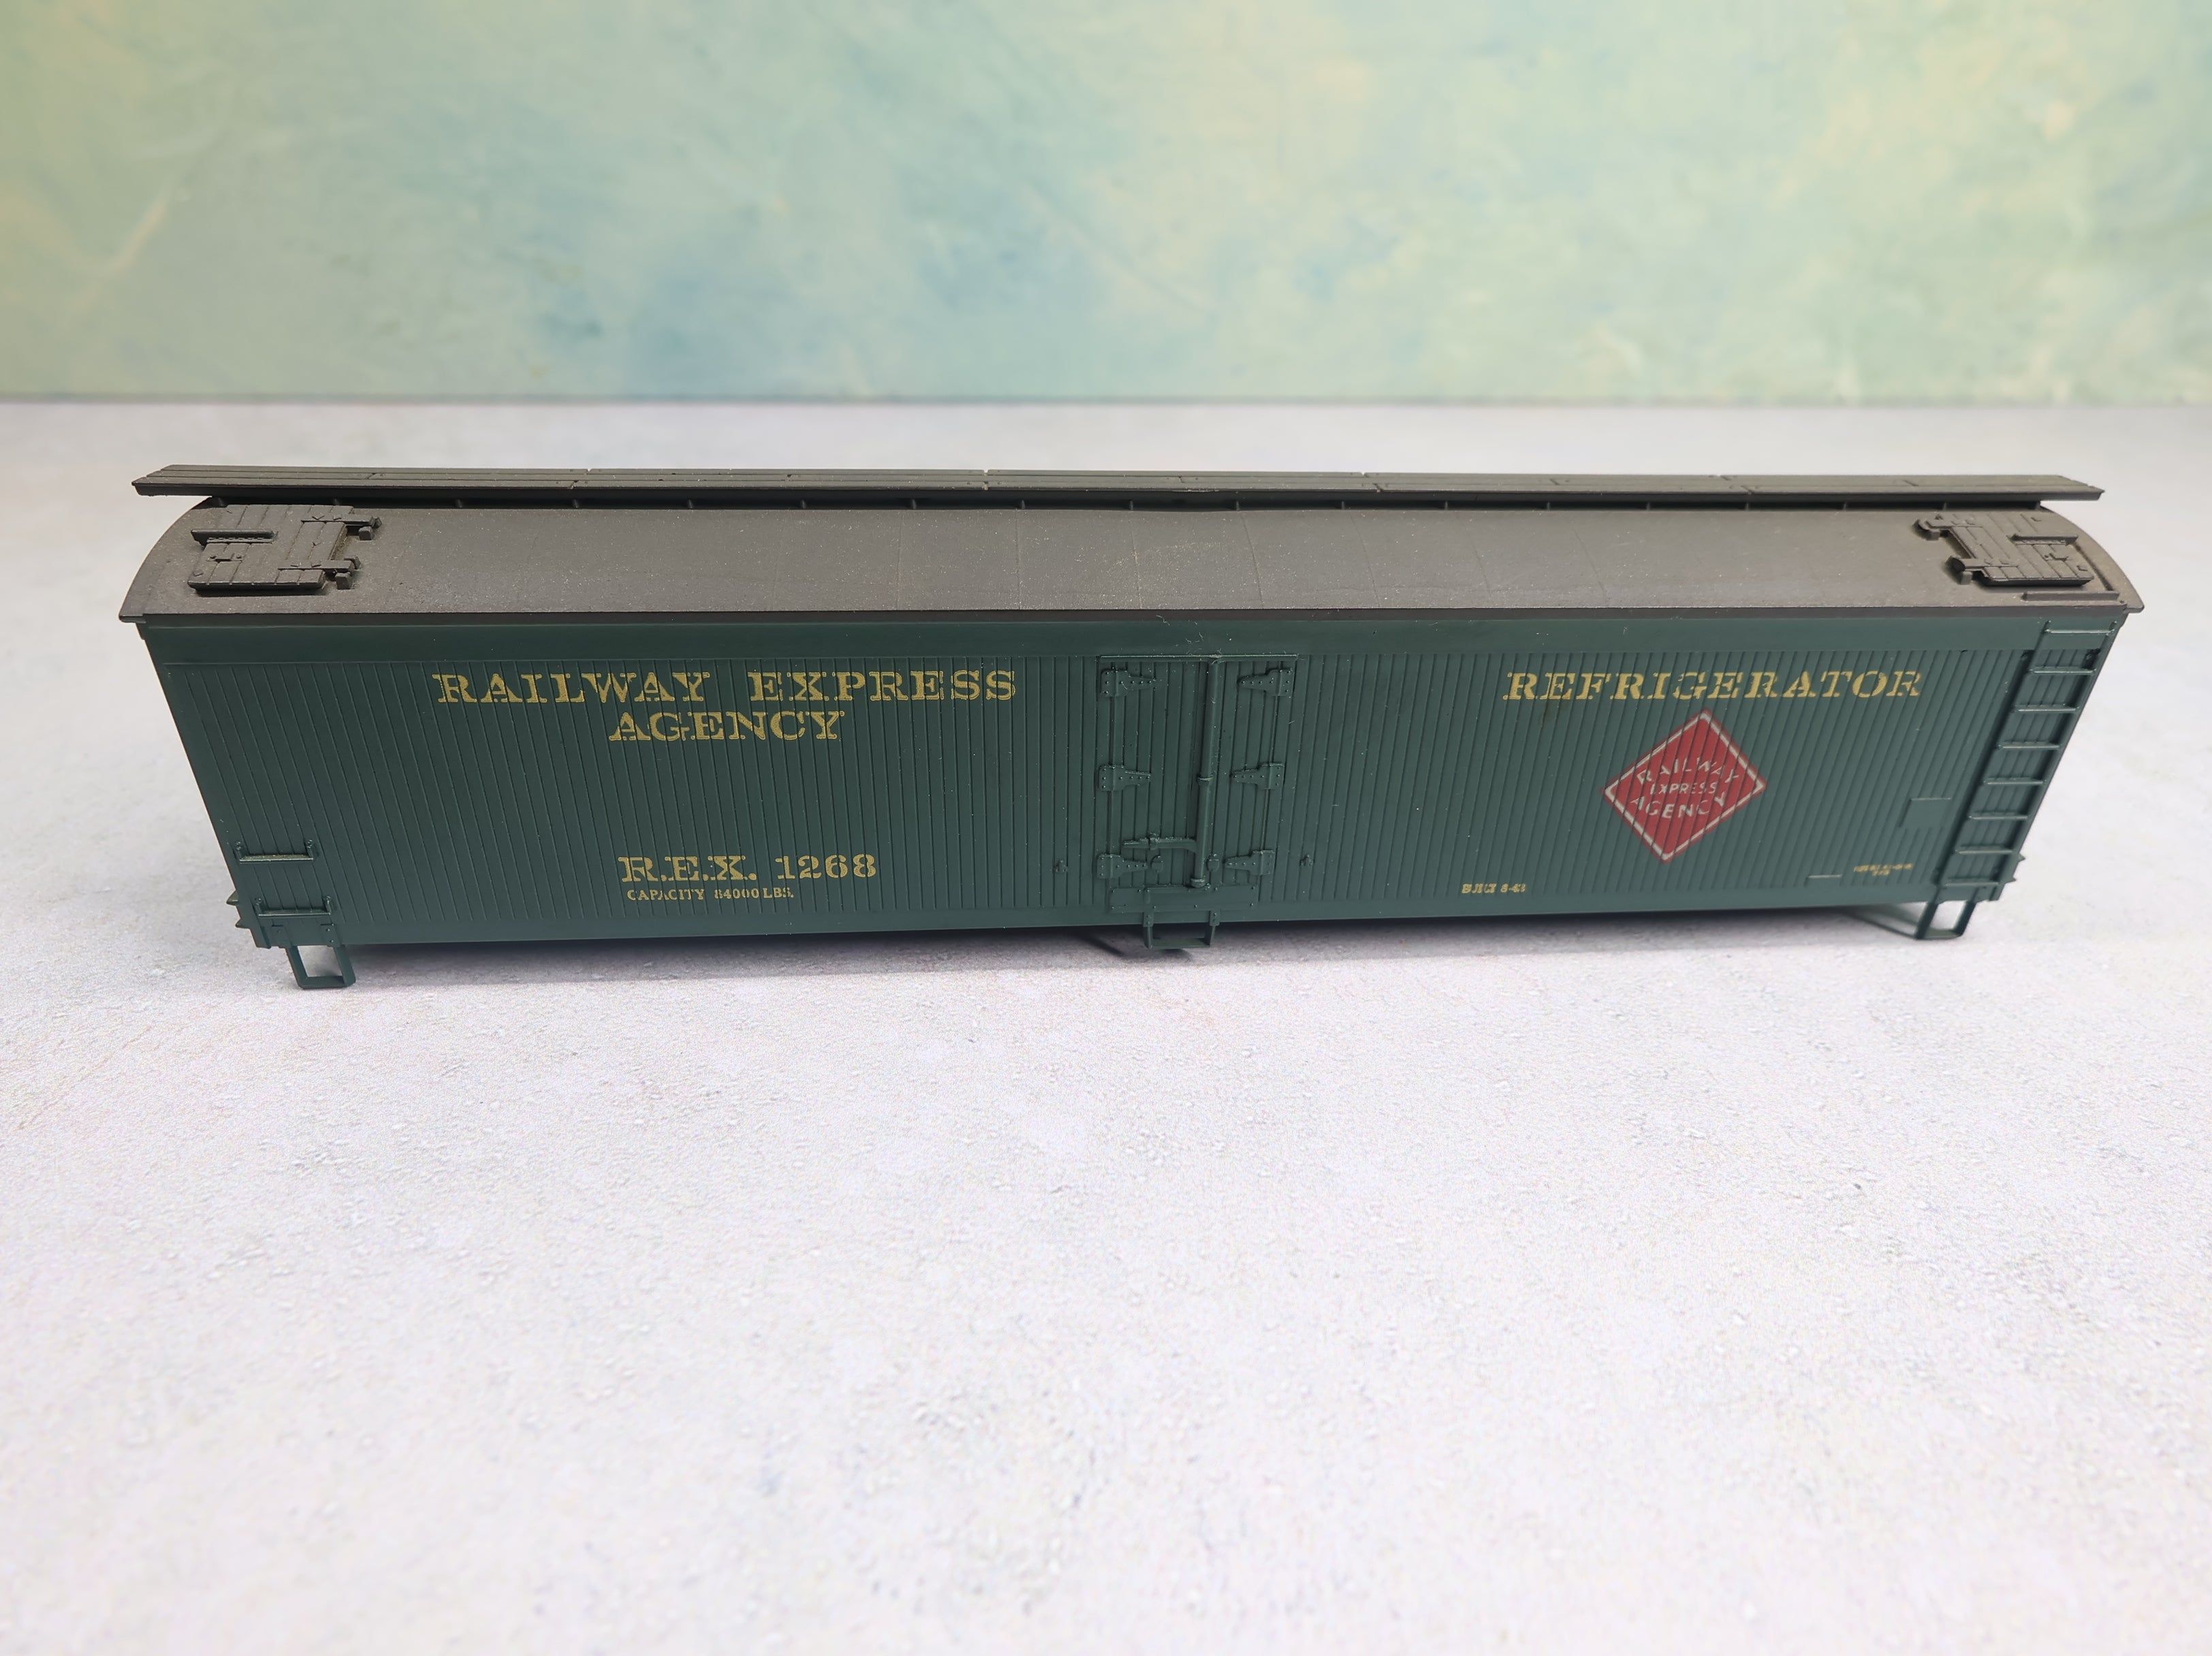 RAILWAY EXPRESS
AGENCY
R.E.X. 1268
CAPACITY 84000 LBS.
REFRIGERATOR
RAILWAY
EXPRESS
AGENCY